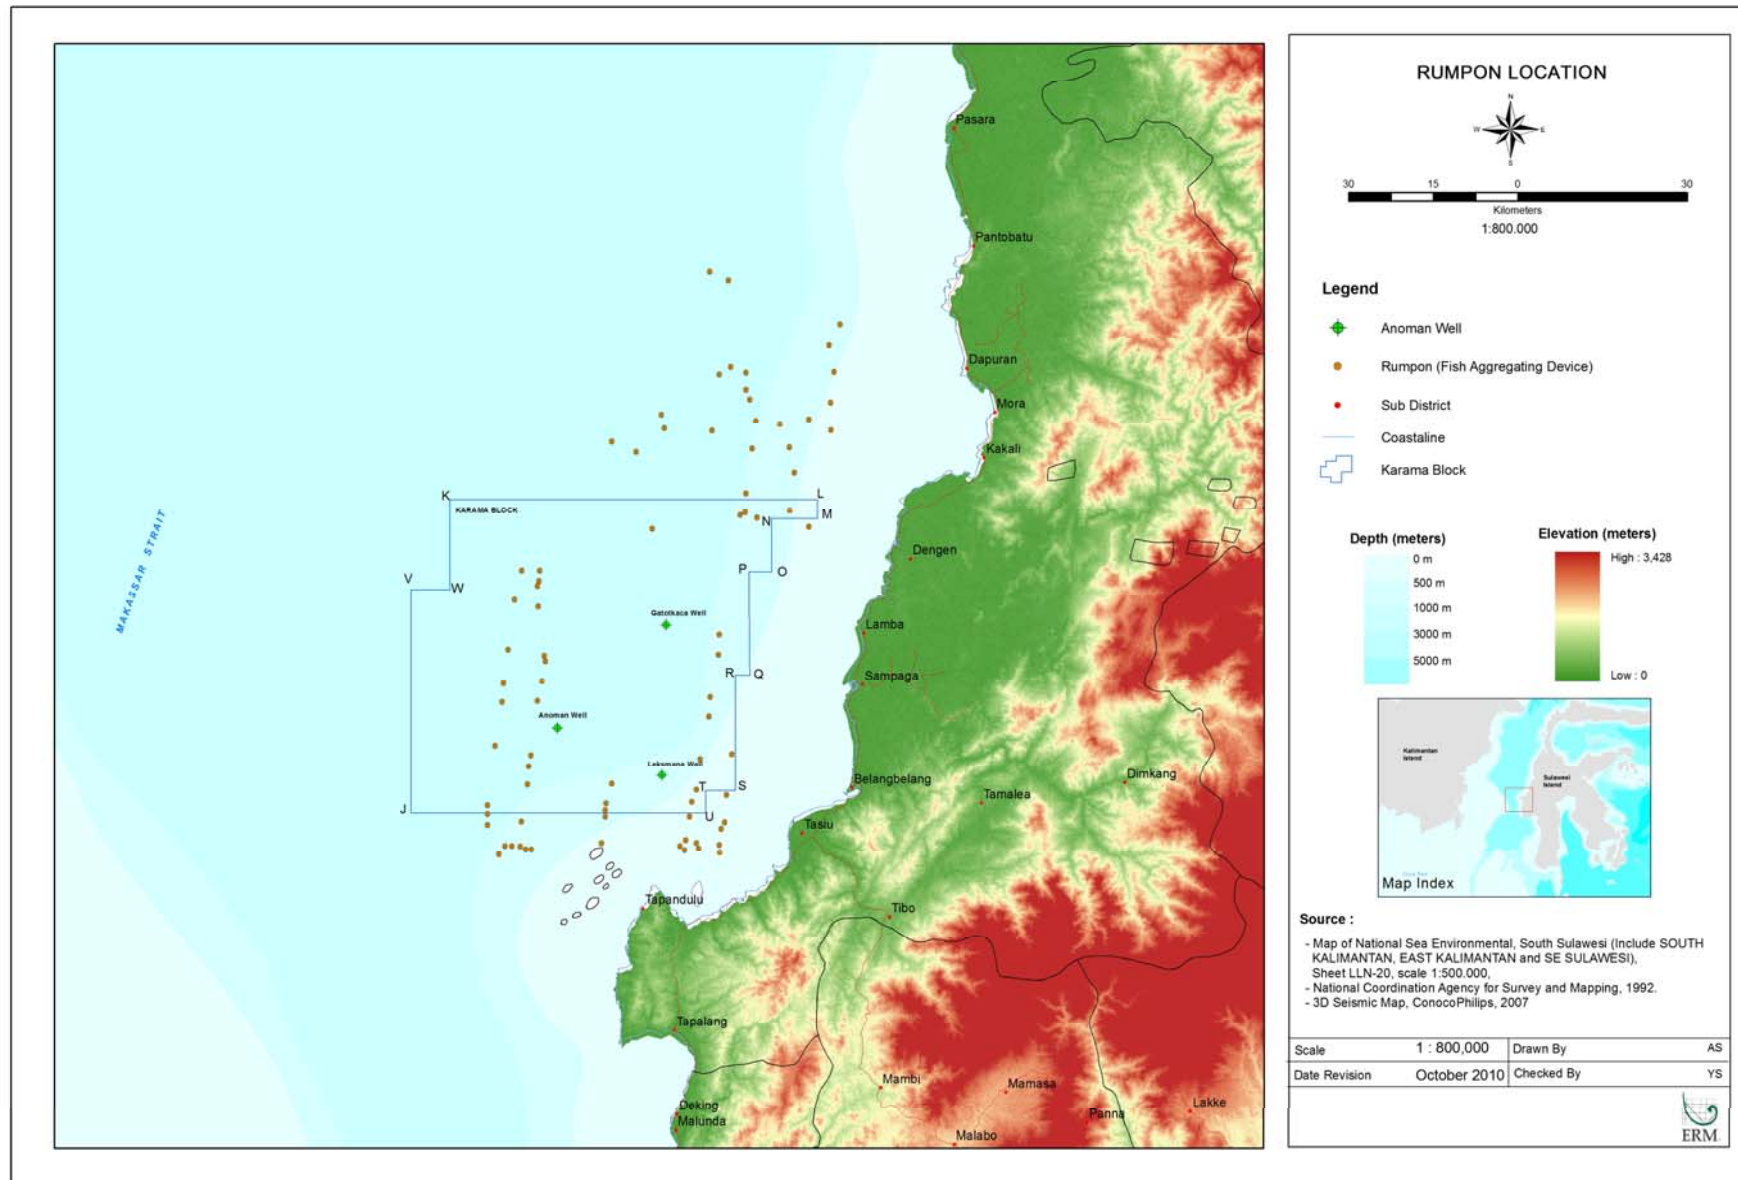 RUMPON LOCATION
N
W E
S
30 15 0 30
Kilometers
1:800.000
Legend
Anoman Well
Rumpon (Fish Aggregating Device)
Sub District
Coastaline
Karama Block
Depth (meters)
0 m
500 m
1000 m
3000 m
5000 m
Elevation (meters)
High : 3,428
Low : 0
Kalimantan
Island
Sulawesi
Island
Map Index
Source :
- Map of National Sea Environmental, South Sulawesi (Include SOUTH
KALIMANTAN, EAST KALIMANTAN and SE SULAWESI),
Sheet LLN-20, scale 1:500.000,
- National Coordination Agency for Survey and Mapping, 1992.
- 3D Seismic Map, ConocoPhilips, 2007
Scale 1 : 800,000 Drawn By AS
Date Revision October 2010 Checked By YS
ERM
Pasara
Pantobatu
Dapuran
Mora
Kakali
K
L
KARAMA BLOCK
M
N
MAKASSAR STRAIT
Dengen
P
O
V
W
Gatotkaca Well
Lamba
R
Q
Sampaga
Anoman Well
Leksmana Well
Belangbelang
Dimkang
T
S
Tamalea
J
U
Tasiu
Tapandulu
Tibo
Tapalang
Mambi
Mamasa
Deking
Malunda
Panna
Lakke
Malabo